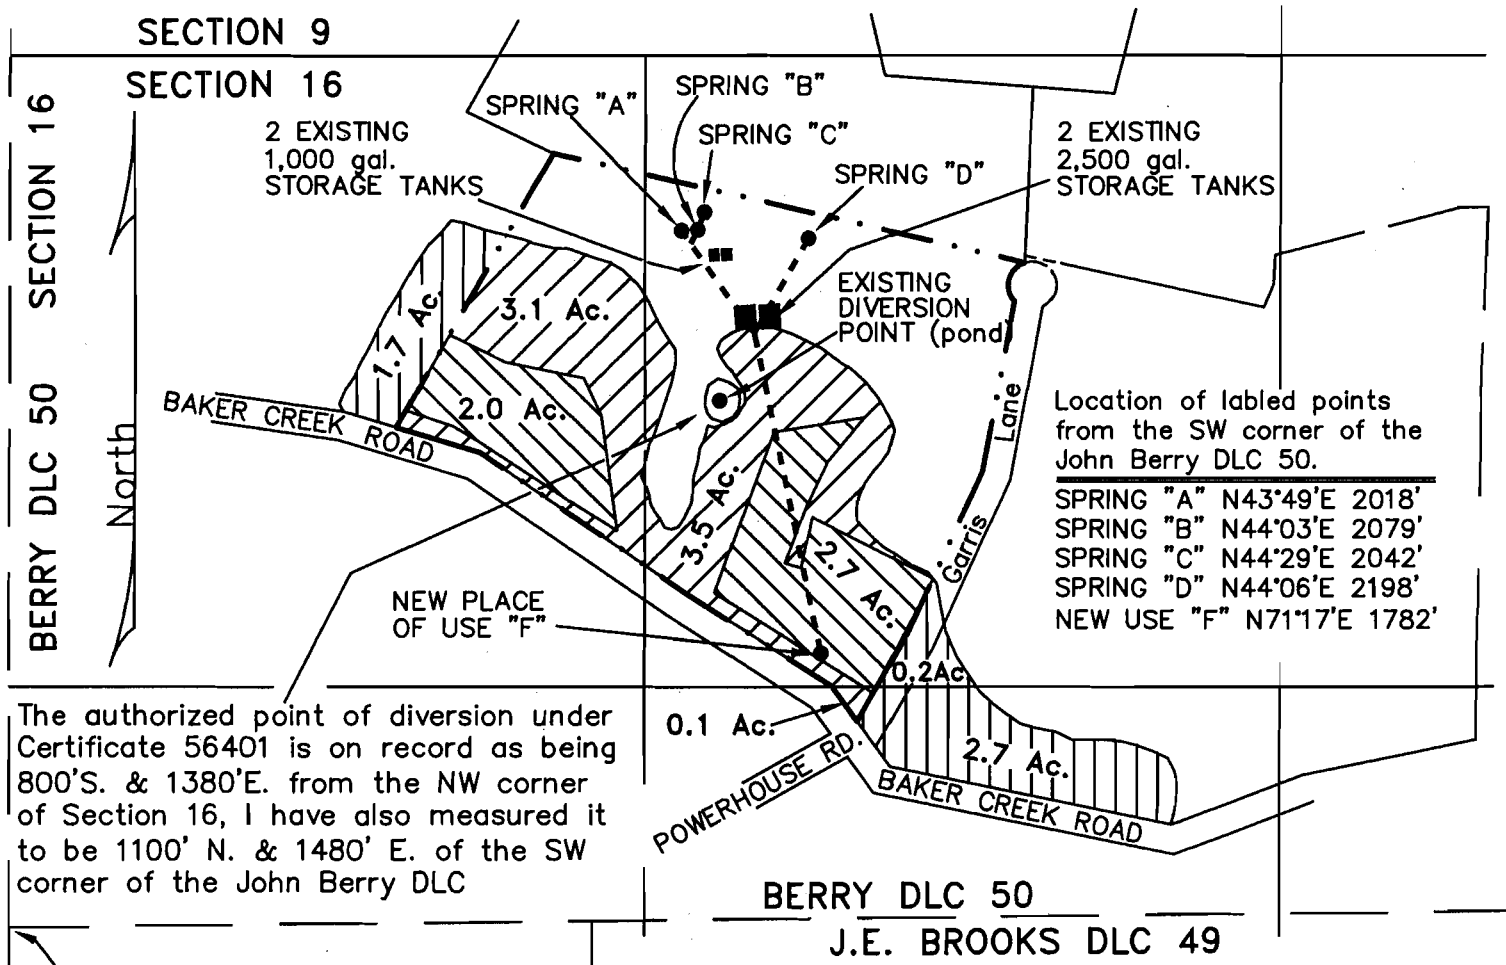 SECTION 9
SECTION 16
BERRY DLC 50 SECTION 16
North
2 EXISTING
1,000 gal.
STORAGE TANKS
SPRING "A"
SPRING "B"
SPRING "C"
SPRING "D"
2 EXISTING
2,500 gal.
STORAGE TANKS
EXISTING
DIVERSION
POINT (pond)
1.7 Ac.
3.1 Ac.
2.0 Ac.
3.5 Ac.
2.7 Ac.
0.2Ac
0.1 Ac.
2.7 Ac.
BAKER CREEK ROAD
Garris Lane
Location of labled points
from the SW corner of the
John Berry DLC 50.
SPRING "A" N43°49'E 2018'
SPRING "B" N44°03'E 2079'
SPRING "C" N44°29'E 2042'
SPRING "D" N44°06'E 2198'
NEW USE "F" N71°17'E 1782'
NEW PLACE
OF USE "F"
The authorized point of diversion under
Certificate 56401 is on record as being
800'S. & 1380'E. from the NW corner
of Section 16, I have also measured it
to be 1100' N. & 1480' E. of the SW
corner of the John Berry DLC
POWERHOUSE RD.
BAKER CREEK ROAD
BERRY DLC 50
J.E. BROOKS DLC 49